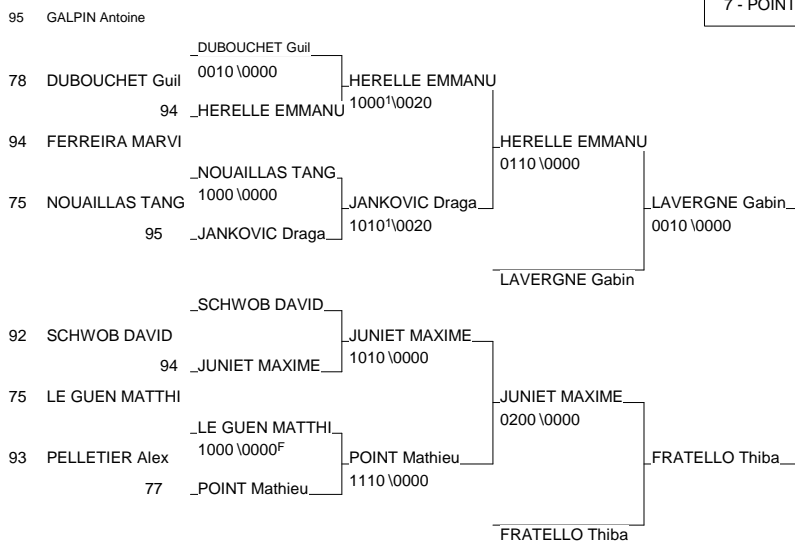 7 - POINT
95 GALPIN Antoine
DUBOUCHET Guil
78 DUBOUCHET Guil 0010 \0000 HERELLE EMMANU
94 HERELLE EMMANU 1000¹\0020
94 FERREIRA MARVI HERELLE EMMANU
0110 \0000
NOUAILLAS TANG
75 NOUAILLAS TANG 1000 \0000 JANKOVIC Draga LAVERGNE Gabin
95 JANKOVIC Draga 1010¹\0020 0010 \0000
LAVERGNE Gabin
SCHWOB DAVID
92 SCHWOB DAVID JUNIET MAXIME
94 JUNIET MAXIME 1010 \0000
75 LE GUEN MATTHI JUNIET MAXIME
0200 \0000
LE GUEN MATTHI
93 PELLETIER Alex 1000 \0000F POINT Mathieu FRATELLO Thiba
77 POINT Mathieu 1110 \0000
FRATELLO Thiba